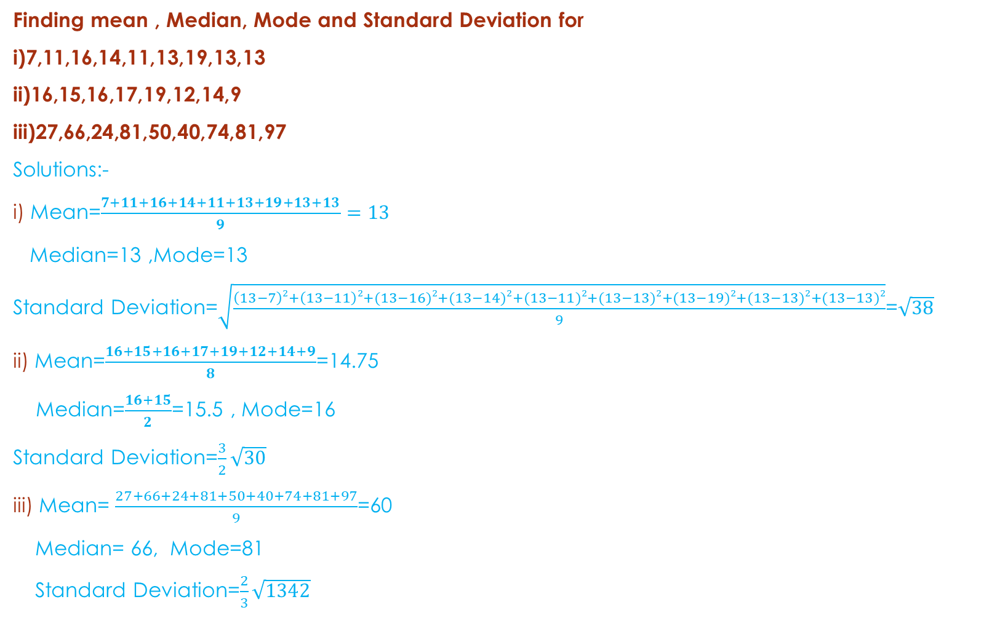 Finding mean , Median, Mode and Standard Deviation for
i)7,11,16,14,11,13,19,13,13
ii)16,15,16,17,19,12,14,9
iii)27,66,24,81,50,40,74,81,97
Solutions:-
i) Mean=\frac{7+11+16+14+11+13+19+13+13}{9} = 13
Median=13 ,Mode=13
Standard Deviation=\sqrt{\frac{(13−7)²+(13−11)²+(13−16)²+(13−14)²+(13−11)²+(13−13)²+(13−19)²+(13−13)²+(13−13)²}{9}}=√38
ii) Mean=\frac{16+15+16+17+19+12+14+9}{8}=14.75
Median=\frac{16+15}{2}=15.5 , Mode=16
Standard Deviation=\frac{3}{2}√30
iii) Mean= \frac{27+66+24+81+50+40+74+81+97}{9}=60
Median= 66, Mode=81
Standard Deviation=\frac{2}{3}√1342